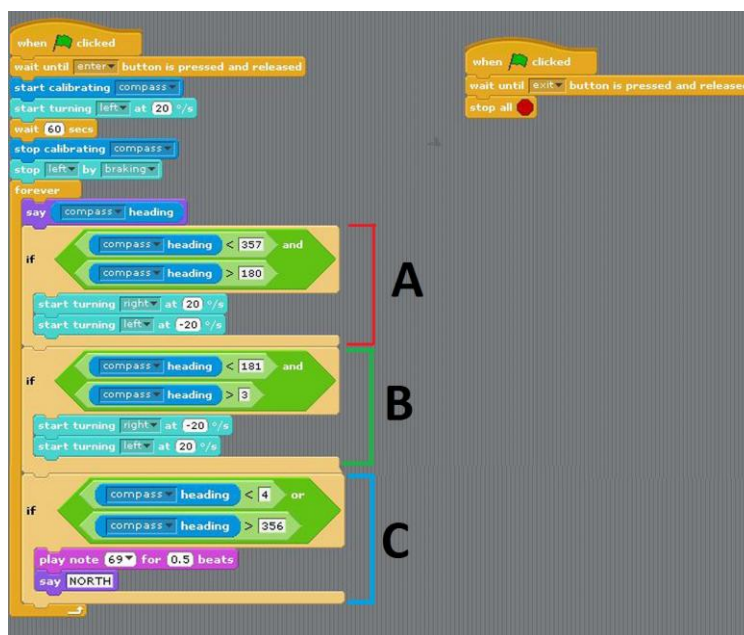 when clicked
wait until enter button is pressed and released
start calibrating compass
start turning left at 20 °/s
wait 60 secs
stop calibrating compass
stop left by braking
forever
say compass heading
if compass heading < 357 and
compass heading > 180
start turning right at 20 °/s
start turning left at -20 °/s
A
if compass heading < 181 and
compass heading > 3
start turning right at -20 °/s
start turning left at 20 °/s
B
if compass heading < 4 or
compass heading > 356
play note 69 for 0.5 beats
say NORTH
C
when clicked
wait until exit button is pressed and released
stop all